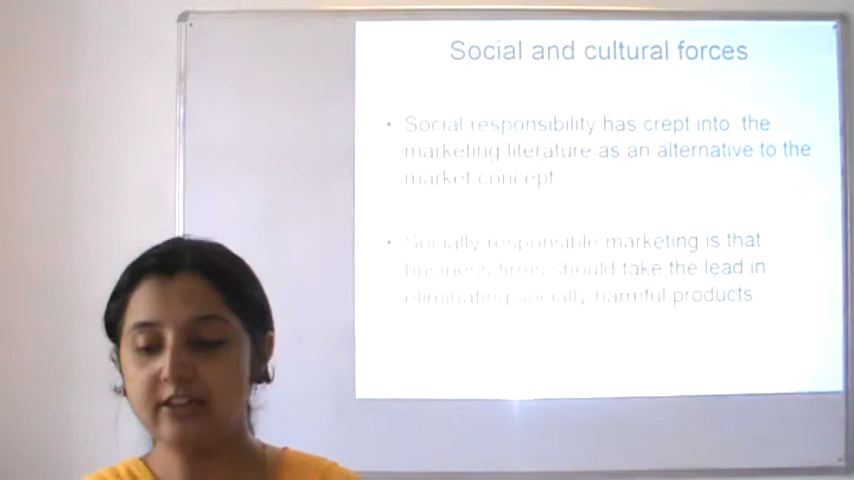 Social and cultural forces
• Social responsibility has crept into the
marketing literature as an alternative to the
market concept
• Socially responsible marketing is that
business firms should take the lead in
eliminating socially harmful products